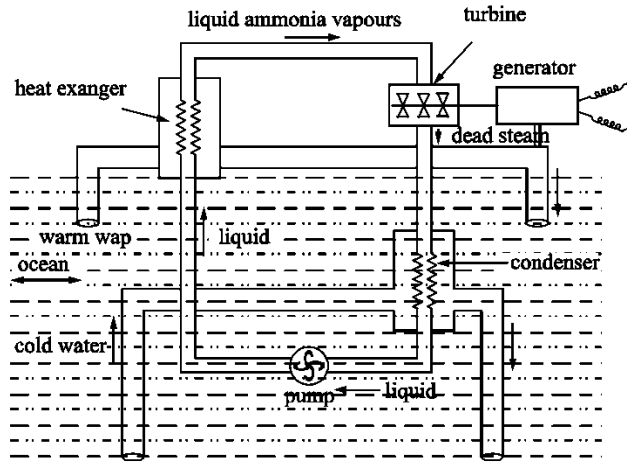 liquid ammonia vapours
turbine
generator
heat exanger
dead steam
warm wap
liquid
ocean
condenser
cold water
pump
liquid